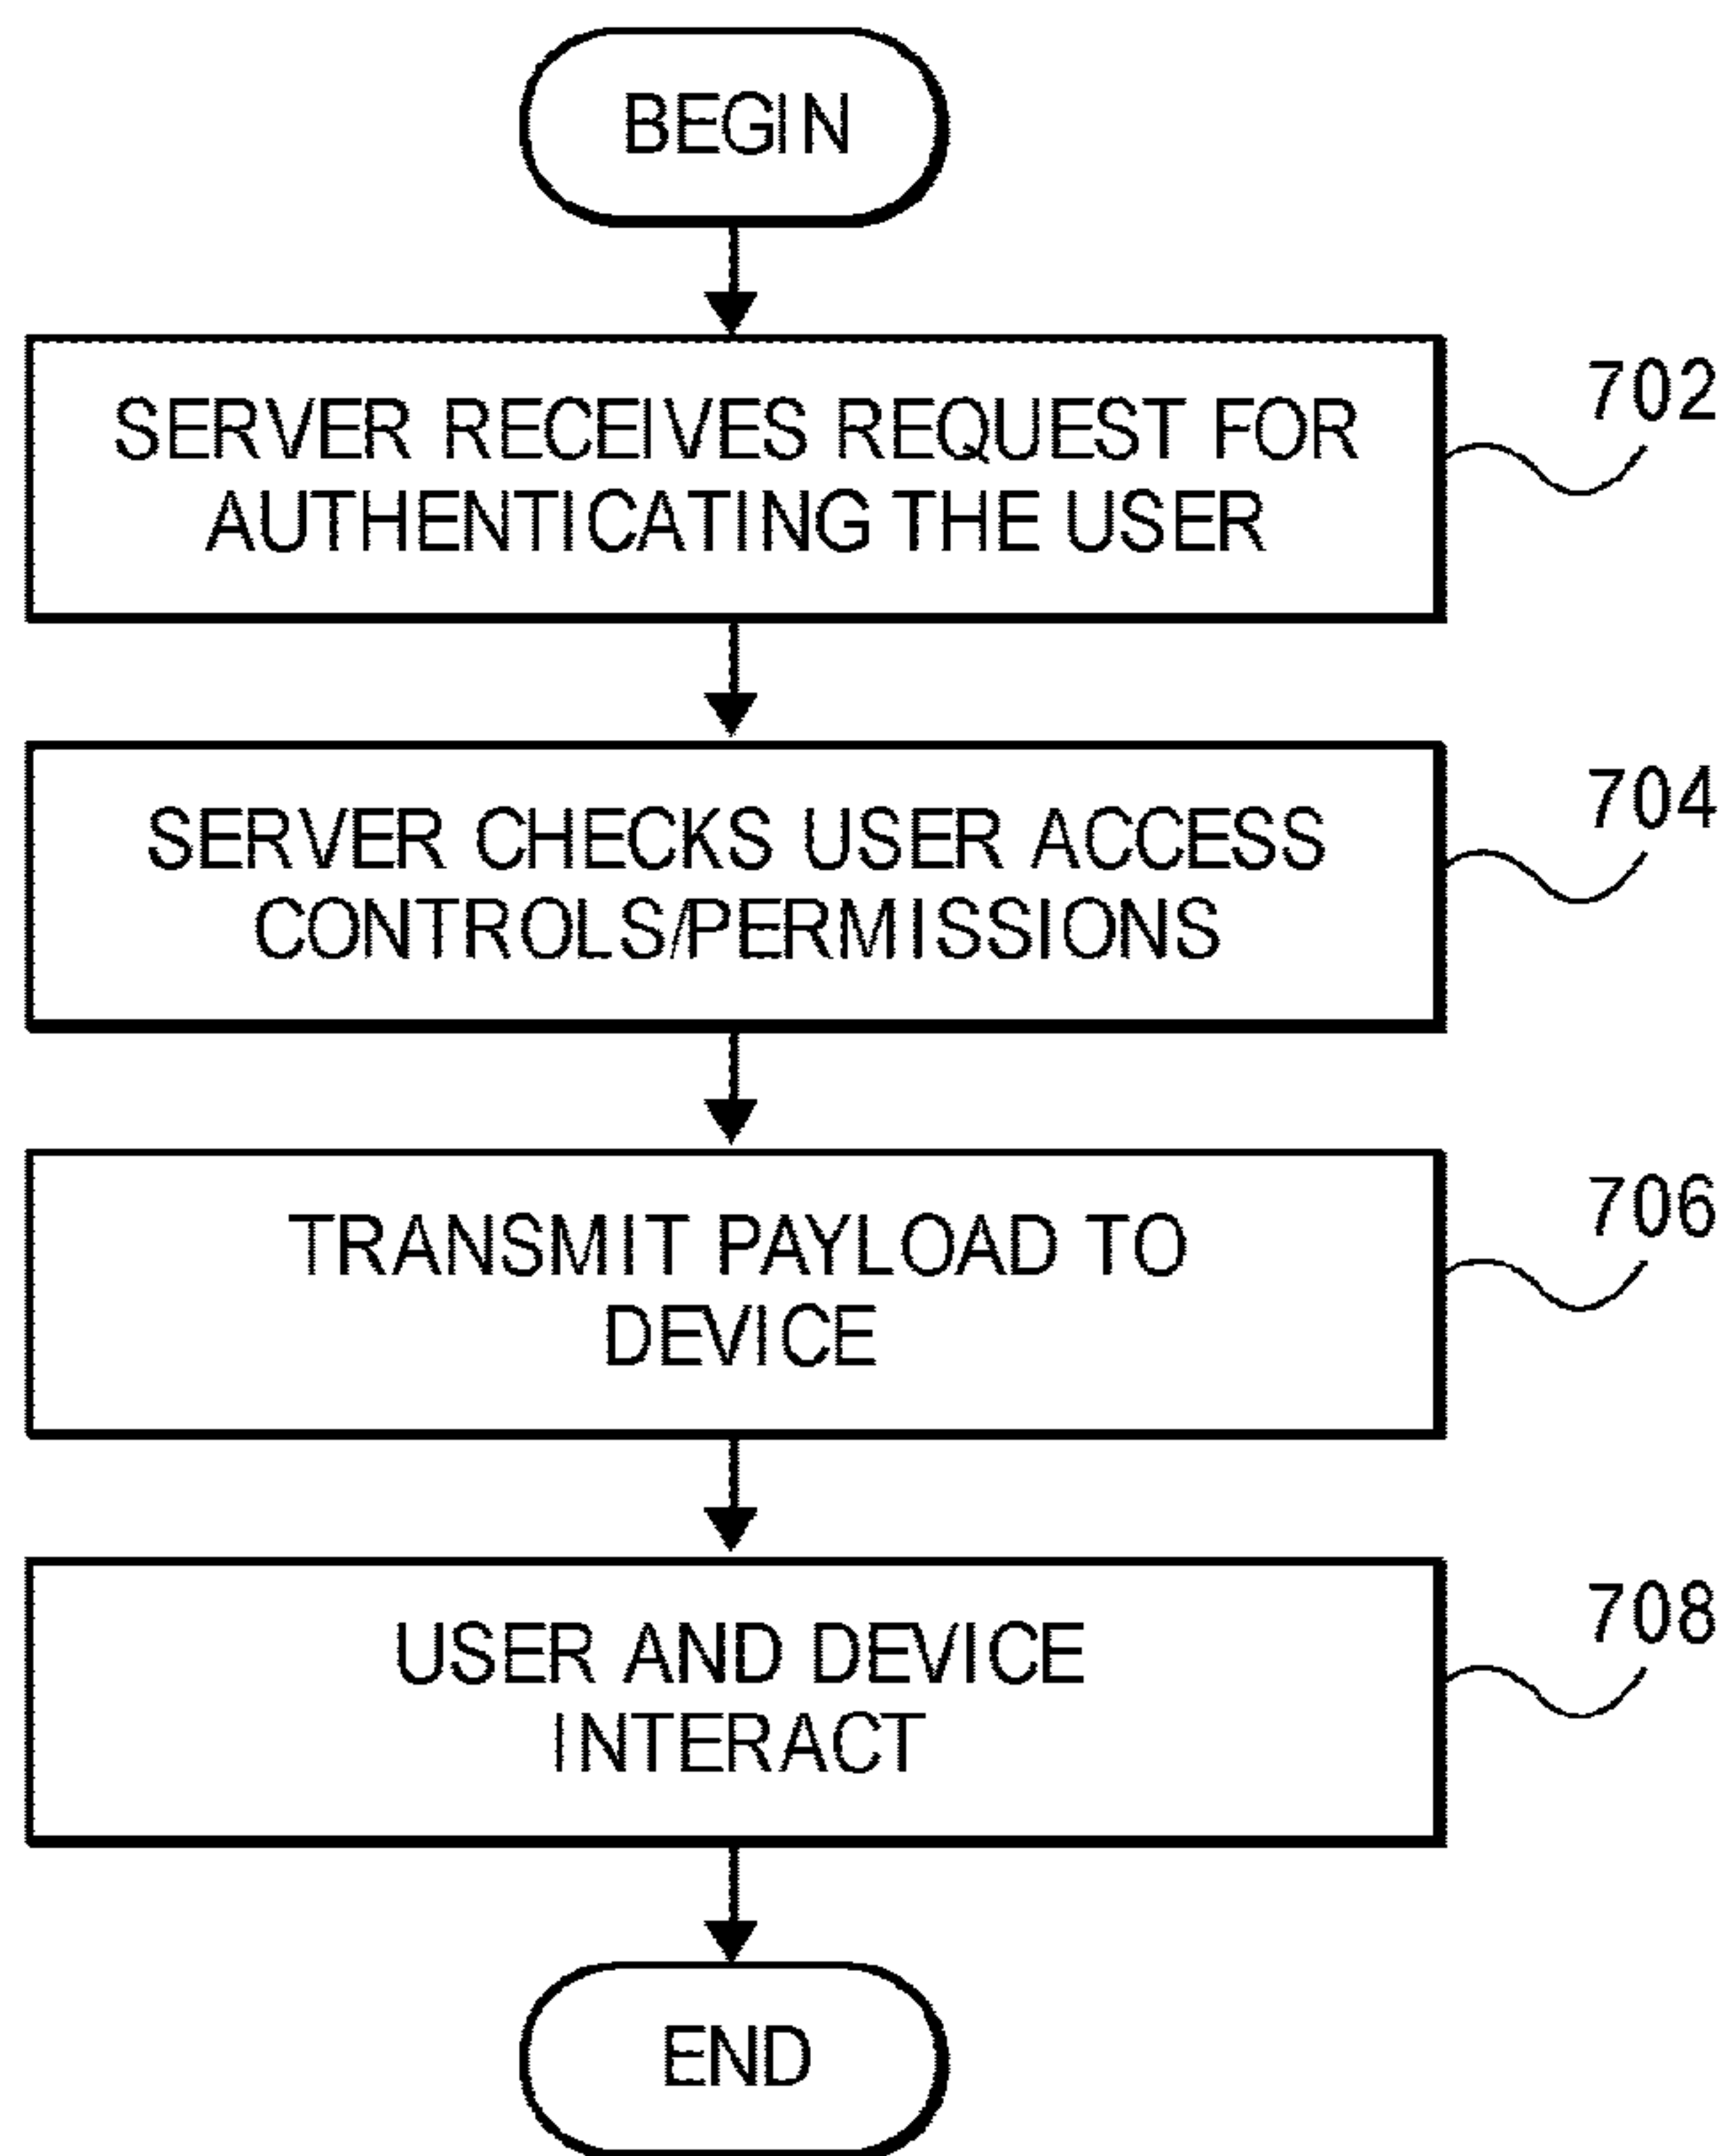 BEGIN
SERVER RECEIVES REQUEST FOR
AUTHENTICATING THE USER
702
SERVER CHECKS USER ACCESS
CONTROLS/PERMISSIONS
704
TRANSMIT PAYLOAD TO
DEVICE
706
USER AND DEVICE
INTERACT
708
END